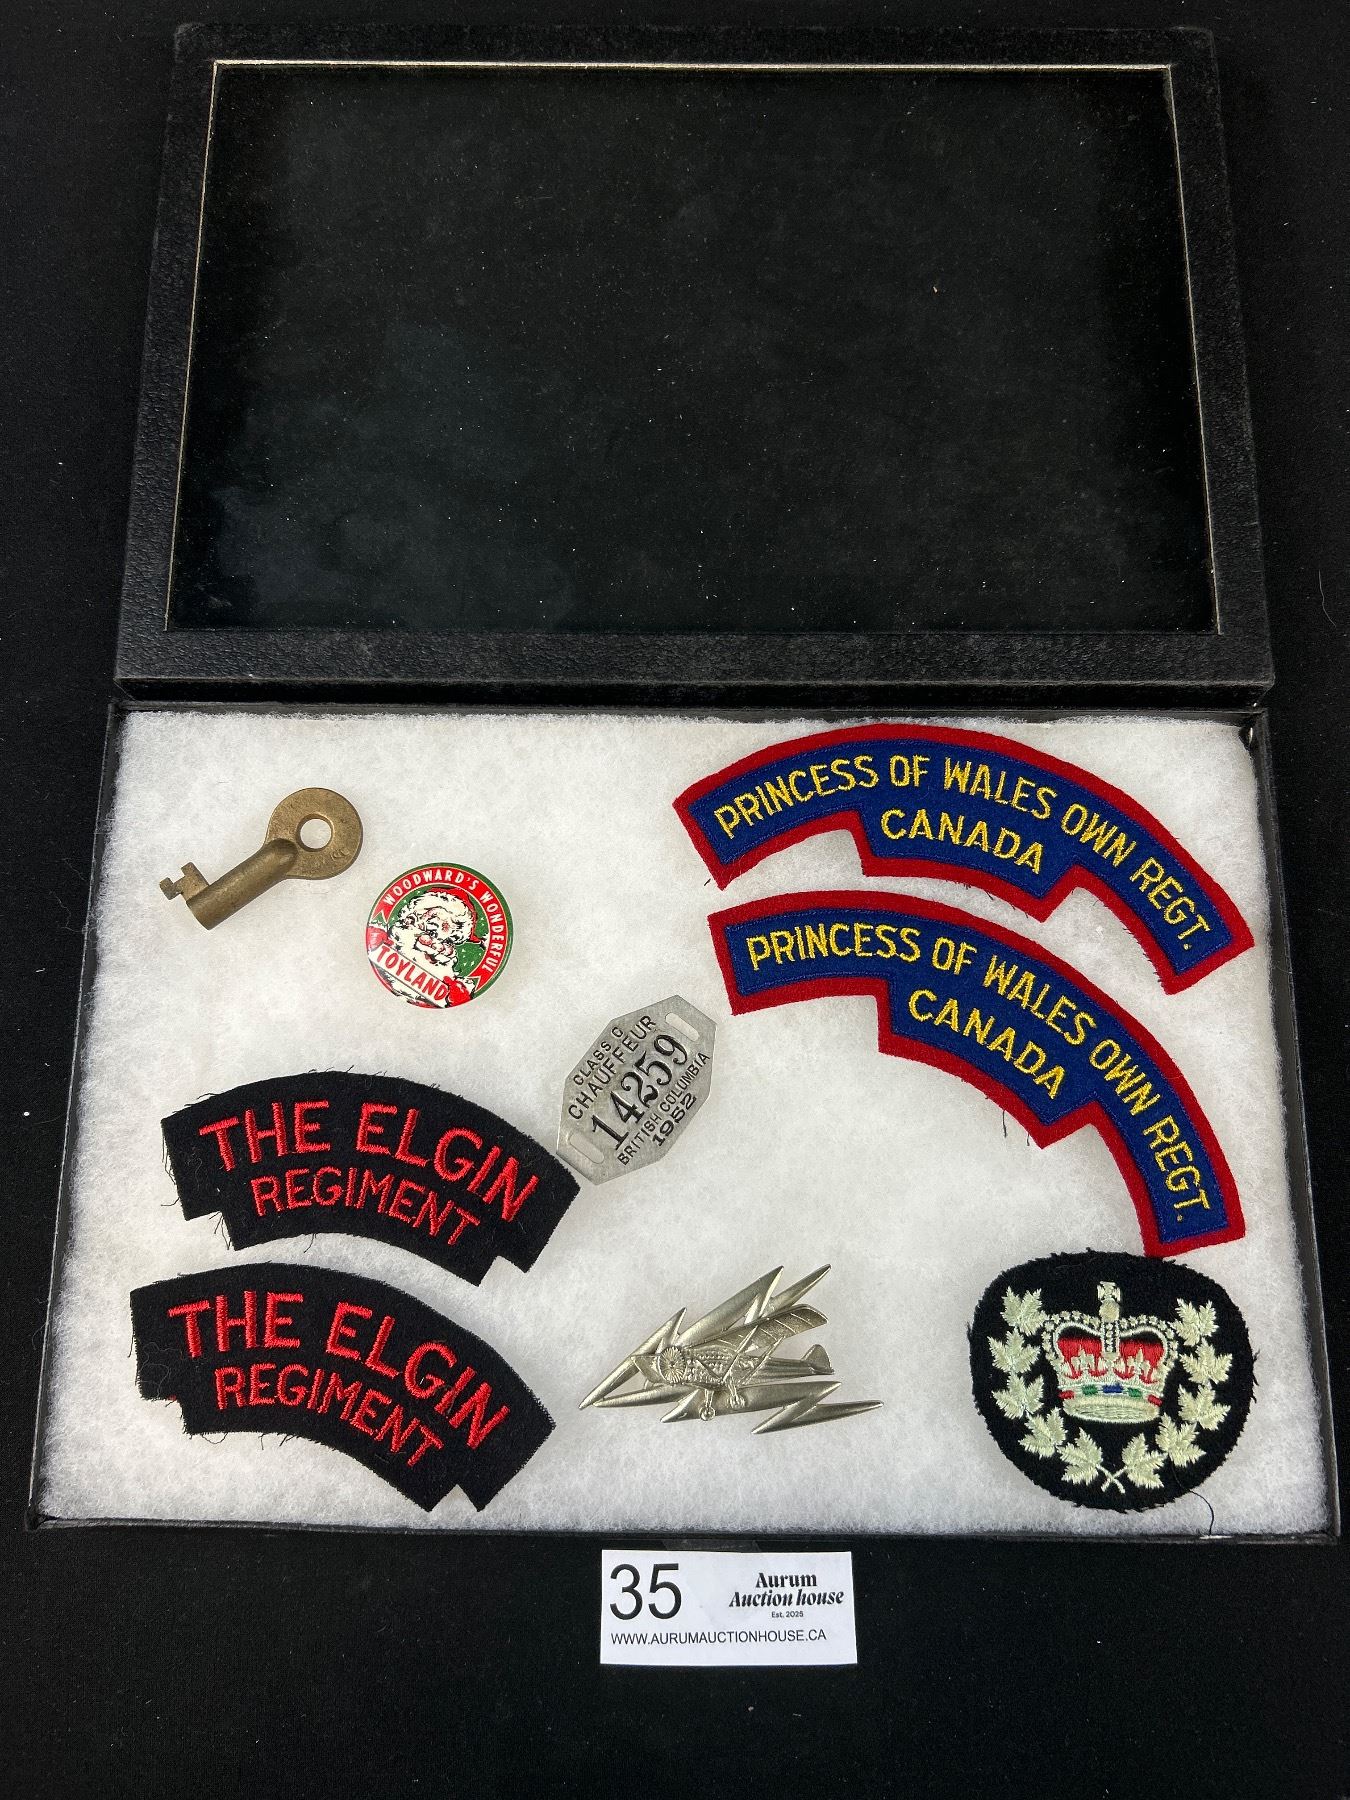 PRINCESS OF WALES OWN REGT.
CANADA
WOODWARD'S WONDERFUL
TOYLAND
PRINCESS OF WALES OWN REGT.
CANADA
CLASS C
CHAUFFEUR
14259
BRITISH COLUMBIA
1952
THE ELGIN
REGIMENT
THE ELGIN
REGIMENT
35
Aurum
Auction house
Est. 2025
WWW.AURUMAUCTIONHOUSE.CA